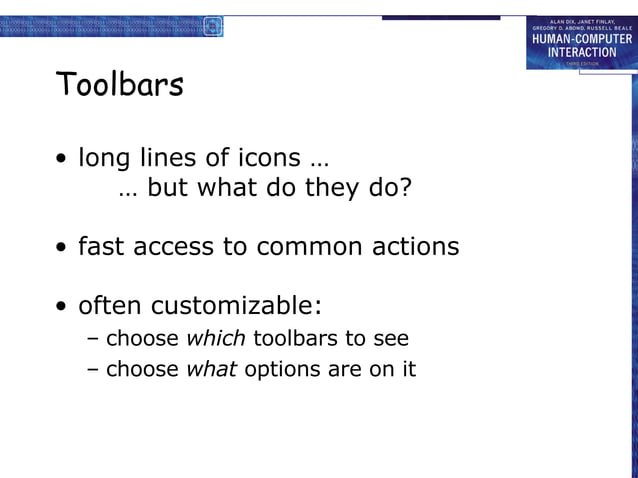 ALAN DIX, JANET FINLAY,
GREGORY D. ABOWD, RUSSELL BEALE
HUMAN-COMPUTER
INTERACTION
THIRD EDITION
Toolbars
• long lines of icons …
… but what do they do?
• fast access to common actions
• often customizable:
– choose which toolbars to see
– choose what options are on it